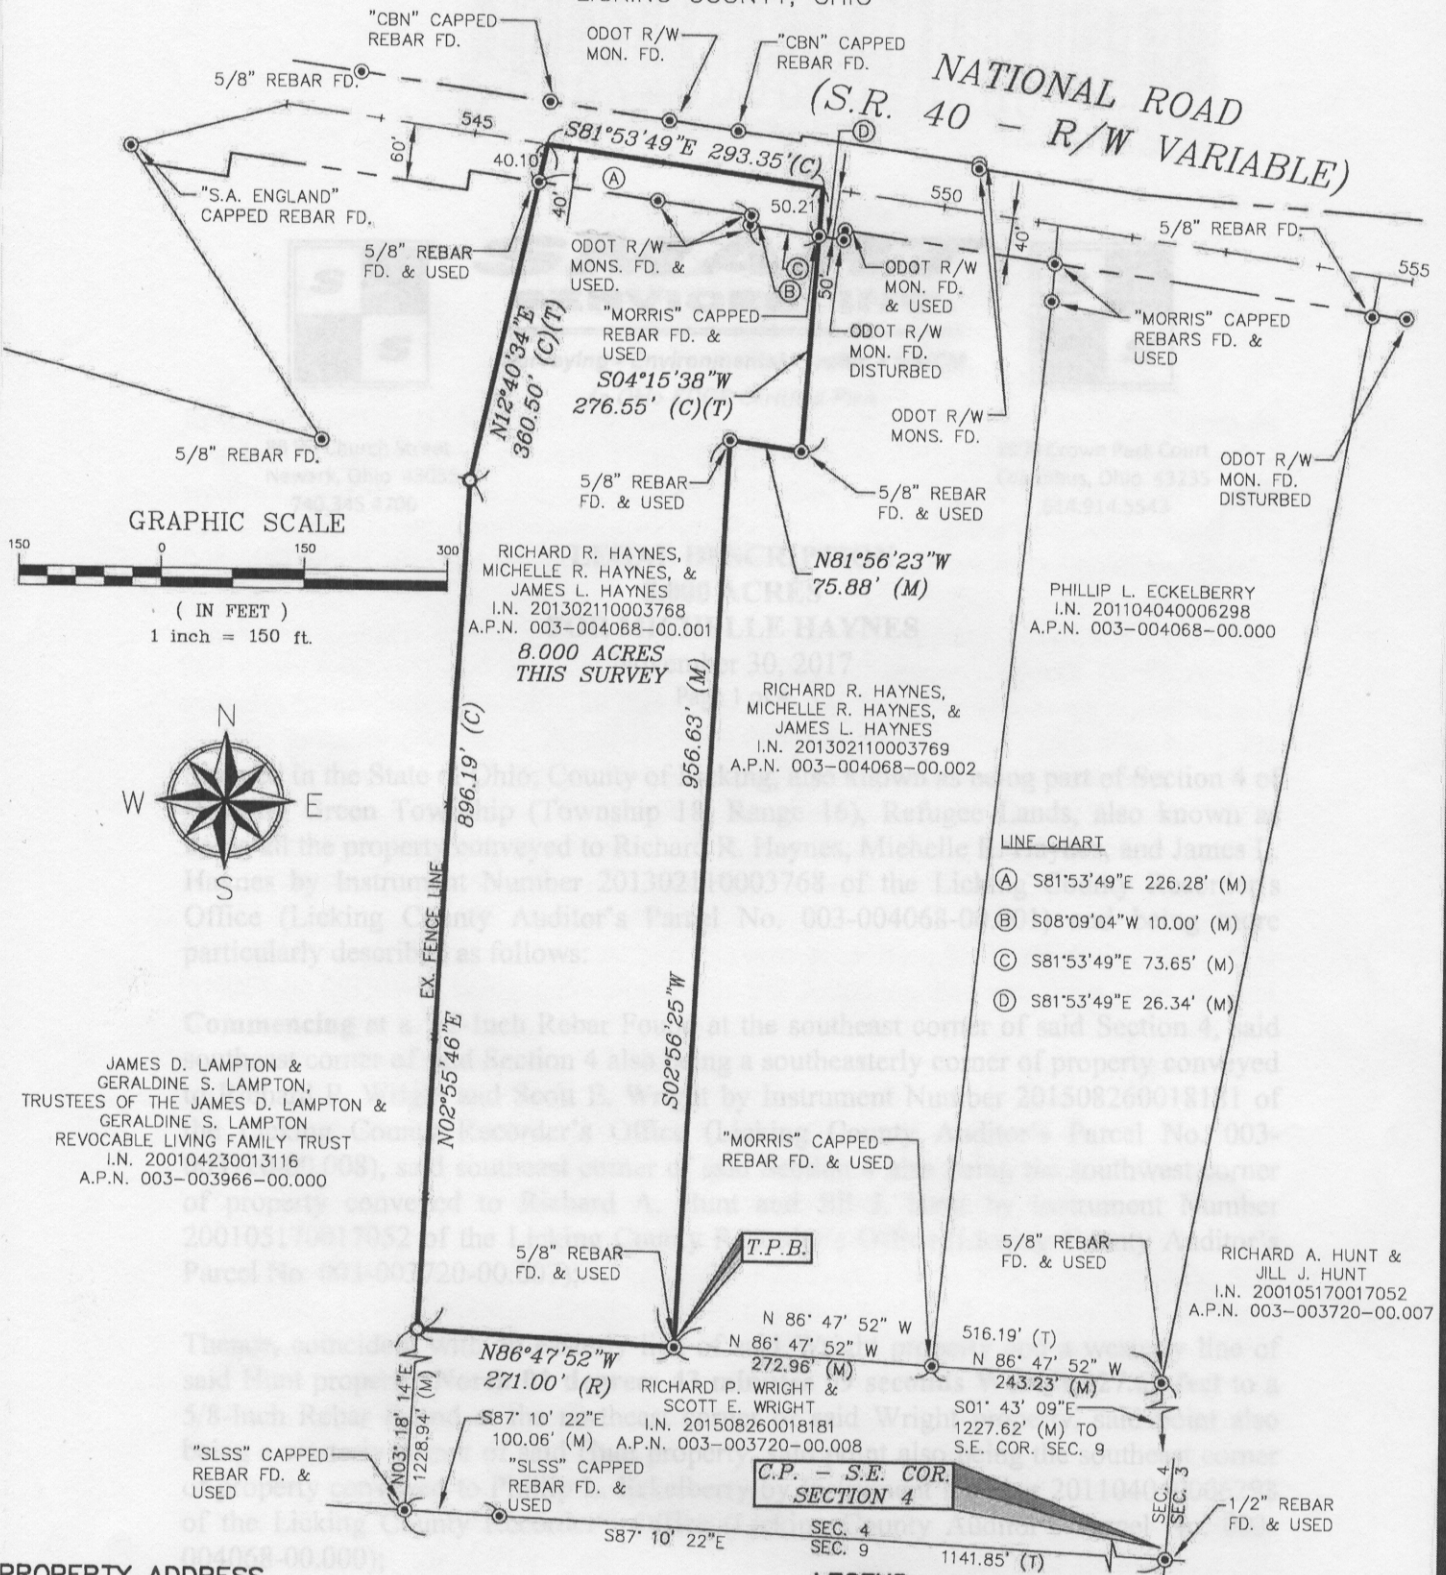 LICKING COUNTY, OHIO
"CBN" CAPPED
REBAR FD.
ODOT R/W
MON. FD.
"CBN" CAPPED
REBAR FD.
NATIONAL ROAD
(S.R. 40 - R/W VARIABLE)
5/8" REBAR FD.
545
60'
S81°53'49"E 293.35'(C)
D
40.10'
A
40'
50.21'
550
40'
5/8" REBAR FD.
555
"S.A. ENGLAND"
CAPPED REBAR FD.
5/8" REBAR
FD. & USED
ODOT R/W
MONS. FD. &
USED.
C
B
50'
ODOT R/W
MON. FD.
& USED
"MORRIS" CAPPED
REBAR FD. &
USED
ODOT R/W
MON. FD.
DISTURBED
"MORRIS" CAPPED
REBARS FD. &
USED
N12°40'34"E
360.50' (C)(T)
S04°15'38"W
276.55' (C)(T)
ODOT R/W
MONS. FD.
5/8" REBAR FD.
ODOT R/W
MON. FD.
DISTURBED
5/8" REBAR
FD. & USED
5/8" REBAR
FD. & USED
GRAPHIC SCALE
150 0 150 300
( IN FEET )
1 inch = 150 ft.
RICHARD R. HAYNES,
MICHELLE R. HAYNES, &
JAMES L. HAYNES
I.N. 201302110003768
A.P.N. 003-004068-00.001
8.000 ACRES
THIS SURVEY
N81°56'23"W
75.88' (M)
PHILLIP L. ECKELBERRY
I.N. 201104040006298
A.P.N. 003-004068-00.000
RICHARD R. HAYNES,
MICHELLE R. HAYNES, &
JAMES L. HAYNES
I.N. 201302110003769
A.P.N. 003-004068-00.002
N
W E
S
N02°55'46"E 896.19' (C)
EX. FENCE LINE
S02°56'25"W 956.63' (M)
LINE CHART
A S81°53'49"E 226.28' (M)
B S08°09'04"W 10.00' (M)
C S81°53'49"E 73.65' (M)
D S81°53'49"E 26.34' (M)
JAMES D. LAMPTON &
GERALDINE S. LAMPTON,
TRUSTEES OF THE JAMES D. LAMPTON &
GERALDINE S. LAMPTON
REVOCABLE LIVING FAMILY TRUST
I.N. 200104230013116
A.P.N. 003-003966-00.000
"MORRIS" CAPPED
REBAR FD. & USED
5/8" REBAR
FD. & USED
T.P.B.
5/8" REBAR
FD. & USED
RICHARD A. HUNT &
JILL J. HUNT
I.N. 200105170017052
A.P.N. 003-003720-00.007
N 86° 47' 52" W 516.19' (T)
N 86° 47' 52" W
272.96' (M)
N 86° 47' 52" W
243.23' (M)
N86°47'52"W
271.00' (R)
RICHARD P. WRIGHT &
SCOTT E. WRIGHT
I.N. 201508260018181
A.P.N. 003-003720-00.008
S01° 43' 09"E
1227.62' (M) TO
S.E. COR. SEC. 9
N03° 18' 14"E
1228.94' (M)
S87° 10' 22"E
100.06' (M)
"SLSS" CAPPED
REBAR FD. &
USED
"SLSS" CAPPED
REBAR FD. &
USED
C.P. - S.E. COR.
SECTION 4
SEC. 4
SEC. 3
1/2" REBAR
FD. & USED
S87° 10' 22"E
SEC. 4
SEC. 9
1141.85' (T)
PROPERTY ADDRESS
LEGEND